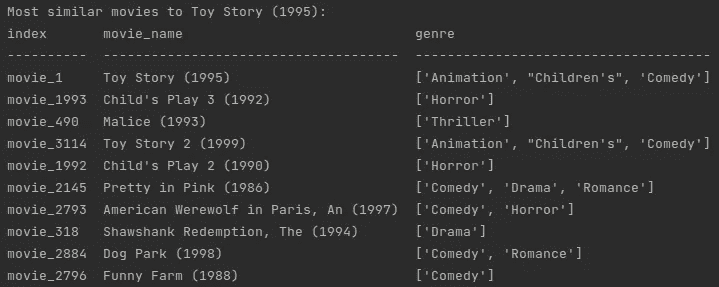 Most similar movies to Toy Story (1995):
index       movie_name                             genre
----------  -------------------------------------  -------------------------------------
movie_1     Toy Story (1995)                       ['Animation', "Children's", 'Comedy']
movie_1993  Child's Play 3 (1992)                  ['Horror']
movie_490   Malice (1993)                          ['Thriller']
movie_3114  Toy Story 2 (1999)                     ['Animation', "Children's", 'Comedy']
movie_1992  Child's Play 2 (1990)                  ['Horror']
movie_2145  Pretty in Pink (1986)                  ['Comedy', 'Drama', 'Romance']
movie_2793  American Werewolf in Paris, An (1997)  ['Comedy', 'Horror']
movie_318   Shawshank Redemption, The (1994)       ['Drama']
movie_2884  Dog Park (1998)                        ['Comedy', 'Romance']
movie_2796  Funny Farm (1988)                      ['Comedy']